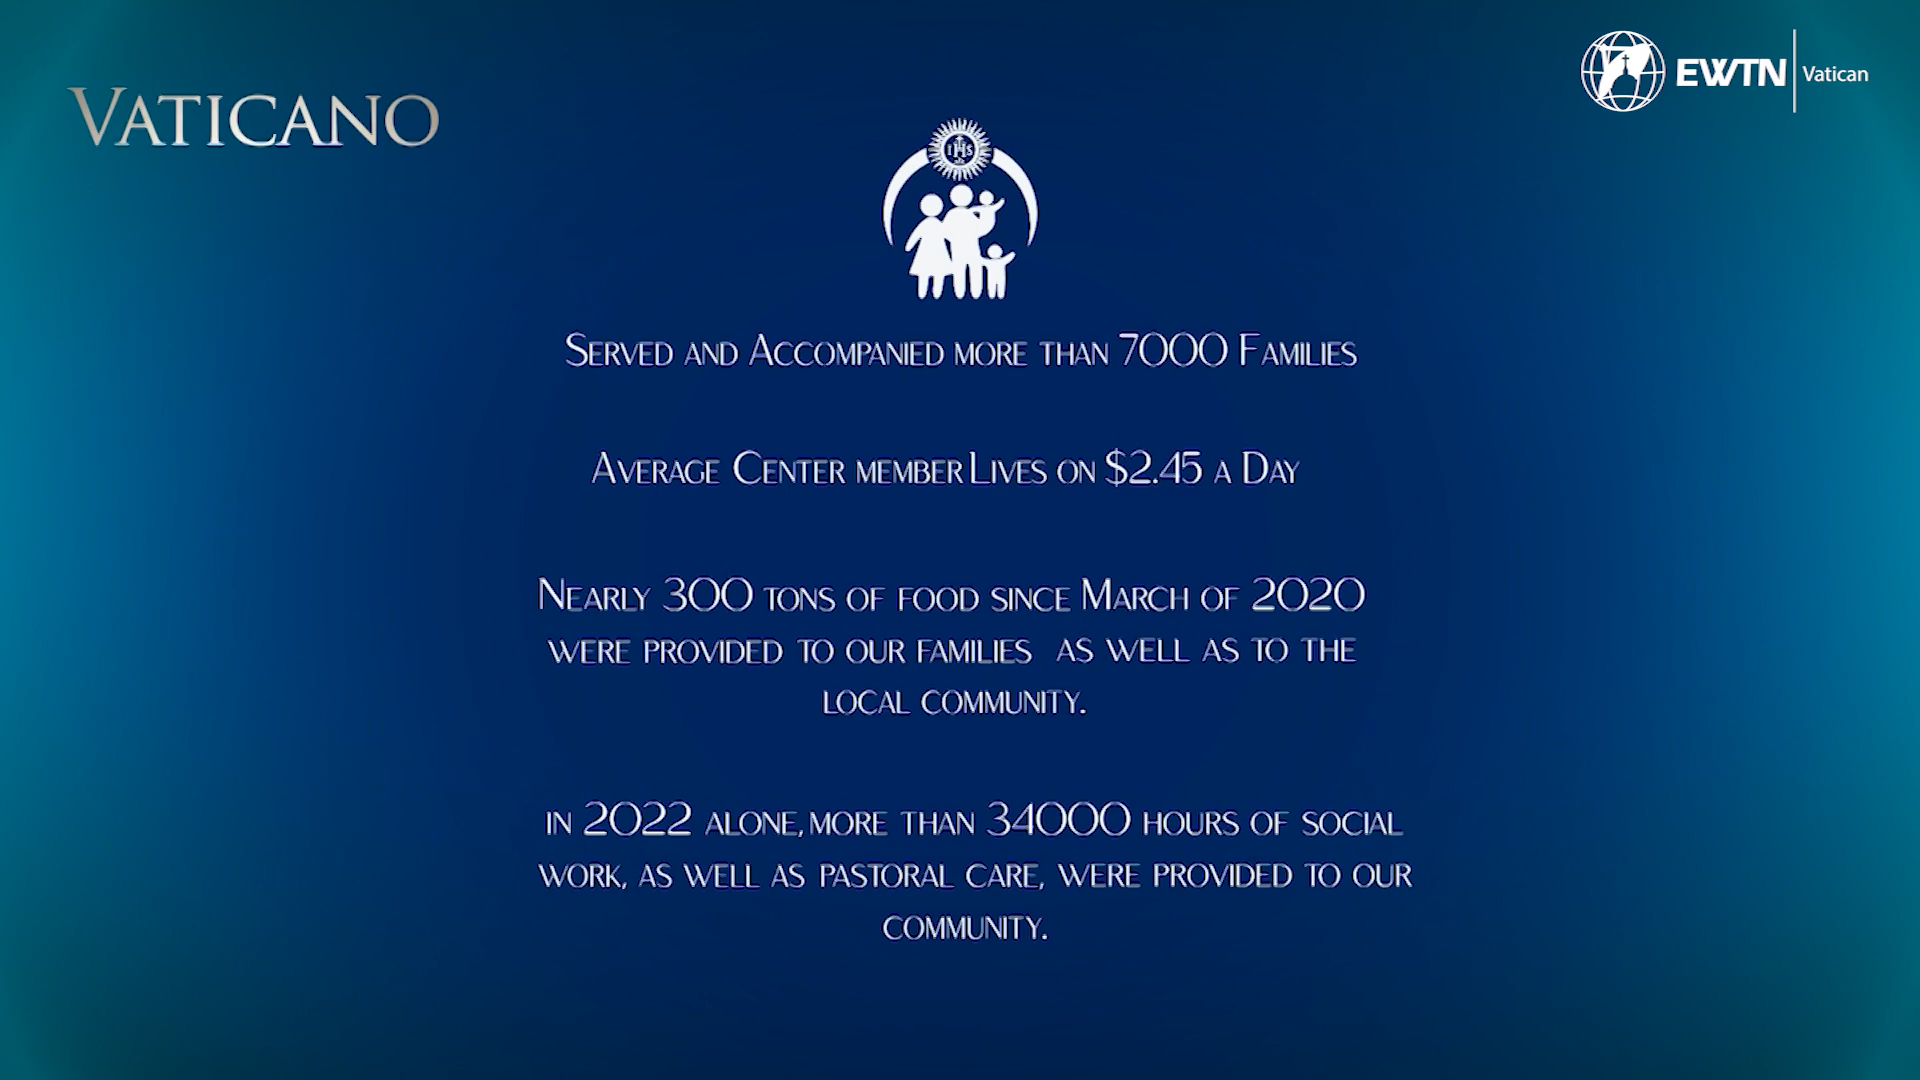 VATICANO
EWTN Vatican
IHS
SERVED AND ACCOMPANIED MORE THAN 7000 FAMILIES
AVERAGE CENTER MEMBER LIVES ON $2.45 A DAY
NEARLY 300 TONS OF FOOD SINCE MARCH OF 2020
WERE PROVIDED TO OUR FAMILIES AS WELL AS TO THE
LOCAL COMMUNITY.
IN 2022 ALONE, MORE THAN 34000 HOURS OF SOCIAL
WORK, AS WELL AS PASTORAL CARE, WERE PROVIDED TO OUR
COMMUNITY.